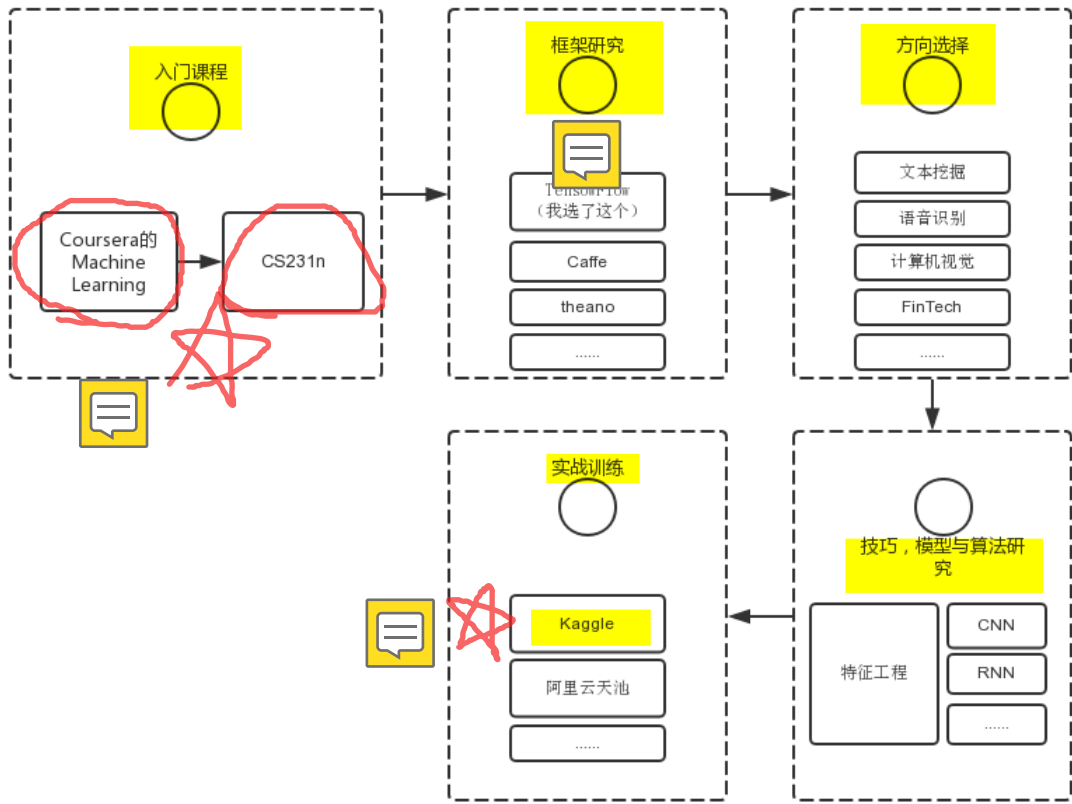 入门课程
Coursera的
Machine
Learning
CS231n
框架研究
TensowFlow
（我选了这个）
Caffe
theano
......
方向选择
文本挖掘
语音识别
计算机视觉
FinTech
......
技巧，模型与算法研
究
特征工程
CNN
RNN
......
实战训练
Kaggle
阿里云天池
......